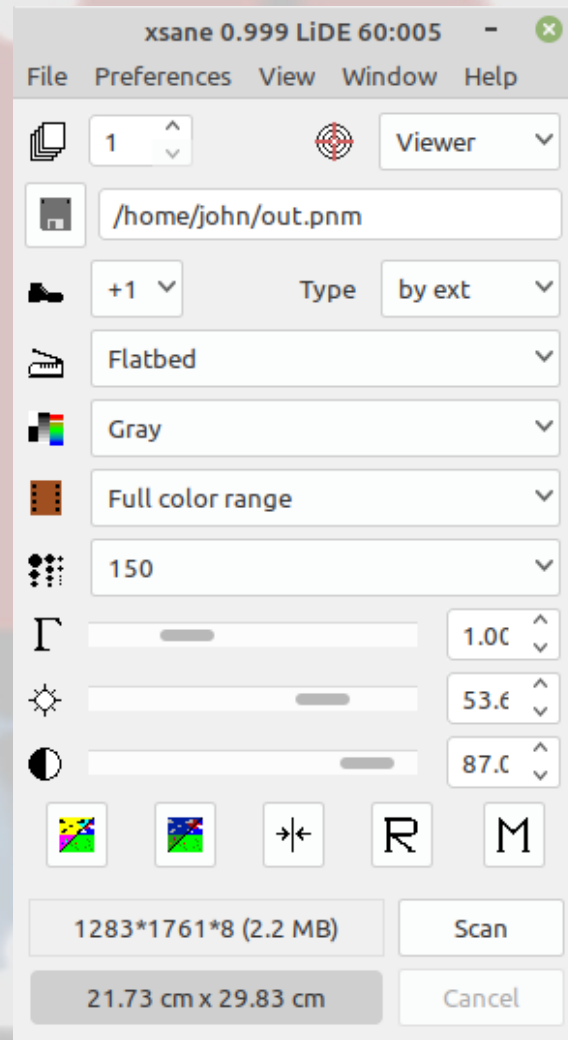 xsane 0.999 LiDE 60:005
File Preferences View Window Help
1 Viewer
/home/john/out.pnm
+1 Type by ext
Flatbed
Gray
Full color range
150
Γ 1.00
53.6
87.0
R M
1283*1761*8 (2.2 MB) Scan
21.73 cm x 29.83 cm Cancel